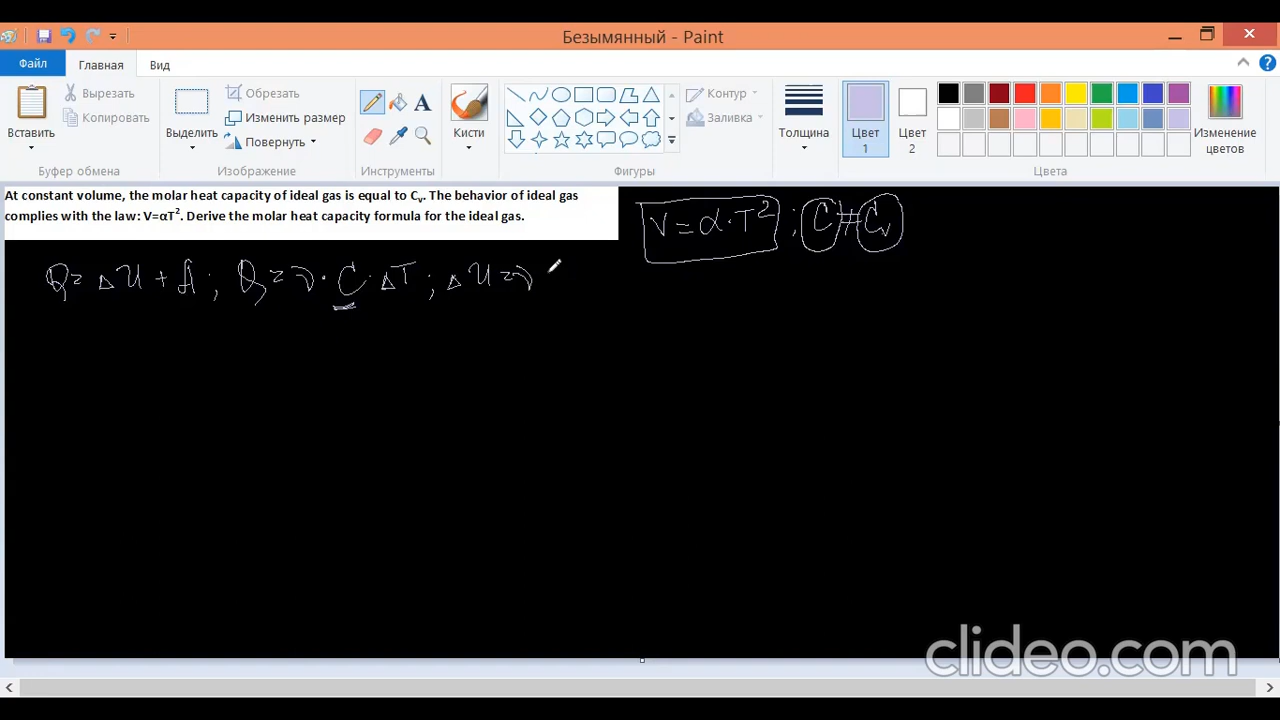 Безымянный - Paint
Файл Главная Вид
Вставить
Вырезать
Копировать
Буфер обмена
Выделить
Обрезать
Изменить размер
Повернуть
Изображение
A
Инструменты
Кисти
Контур
Заливка
Фигуры
Толщина
Цвет 1
Цвет 2
Изменение цветов
Цвета
At constant volume, the molar heat capacity of ideal gas is equal to Cᵥ. The behavior of ideal gas
complies with the law: V=αT². Derive the molar heat capacity formula for the ideal gas.
V = α · T² ; C ≠ Cᵥ
Q = ΔU + A ; Q = ν · C · ΔT ; ΔU = ν
clideo.com